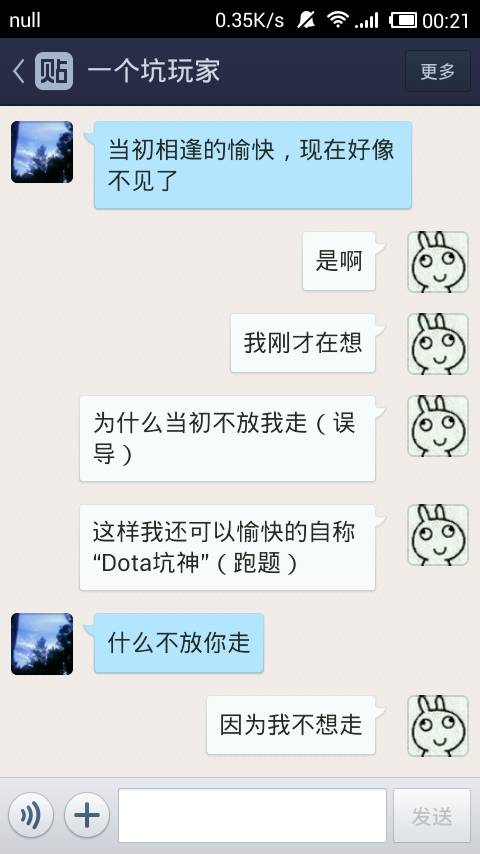 null 0.35K/s 00:21
贴 一个坑玩家 更多
当初相逢的愉快，现在好像
不见了
是啊
我刚才在想
为什么当初不放我走（误
导）
这样我还可以愉快的自称
“Dota坑神”（跑题）
什么不放你走
因为我不想走
发送